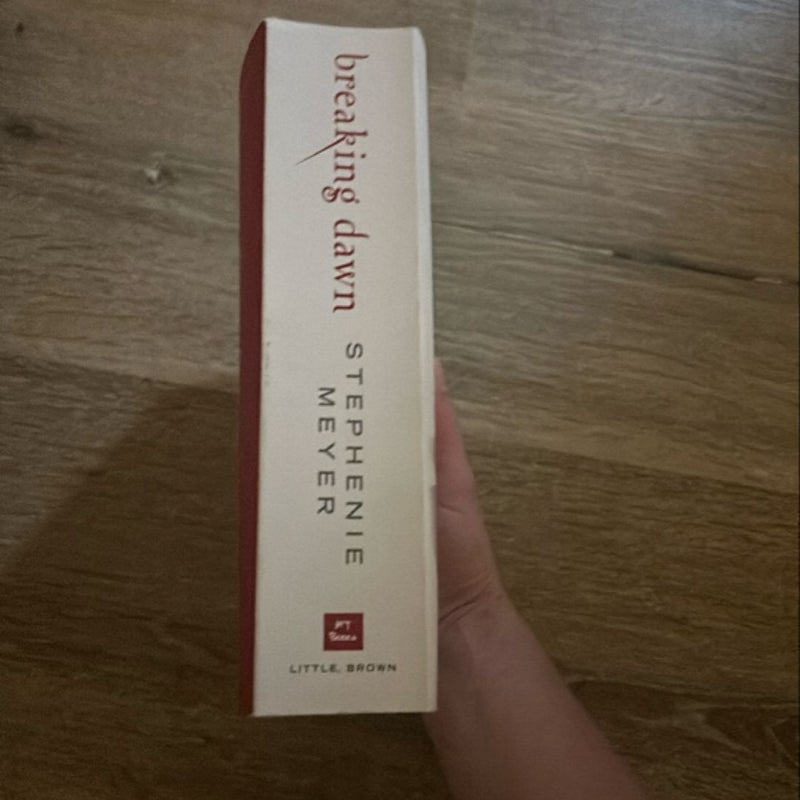 breaking dawn
STEPHENIE
MEYER
LITTLE, BROWN